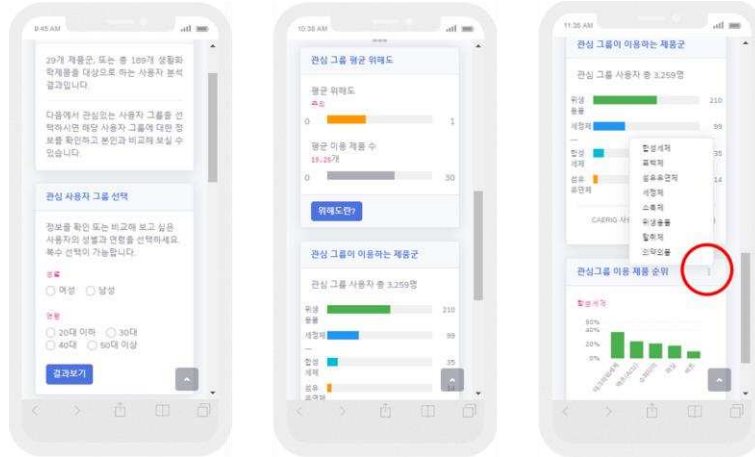 9:45 AM
29개 제품군, 또는 총 189개 생활화
학제품을 대상으로 하는 사용자 분석
결과입니다.
다음에서 관심있는 사용자 그룹을 선
택하시면 해당 사용자 그룹에 대한 정
보를 확인하고 본인과 비교해 보실 수
있습니다.
관심 사용자 그룹 선택
정보를 확인 또는 비교해 보고 싶은
사용자의 성별과 연령을 선택하세요.
복수 선택이 가능합니다.
여성 남성
연령
20대 이하 30대
40대 50대 이상
결과보기
10:36 AM
관심 그룹 평균 위해도
평균 위해도
주의
0 1
평균 이용 제품 수
15.25개
0 30
위해도란?
관심 그룹이 이용하는 제품군
관심 그룹 사용자 총 3,259명
위생
용품
210
세정제 99
합성
세제
35
섬유
유연제
11:36 AM
관심 그룹이 이용하는 제품군
관심 그룹 사용자 총 3,259명
위생
용품
210
세정제 99
합성
세제
35
섬유
유연제
14
합성세제
표백제
섬유유연제
세정제
소독제
위생용품
탈취제
의약외품
관심그룹 이용 제품 순위
합성세제
40%
20%
0%